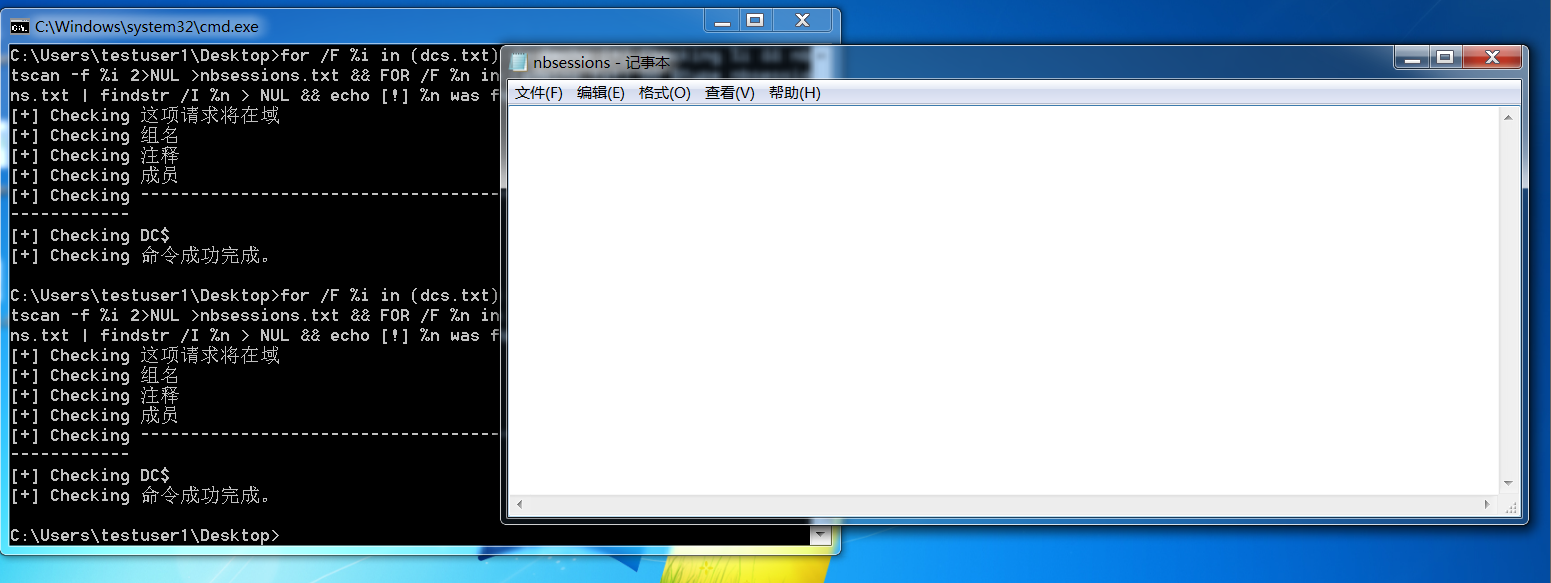 C:\Windows\system32\cmd.exe
C:\Users\testuser1\Desktop>for /F %i in (dcs.txt)
tscan -f %i 2>NUL >nbsessions.txt && FOR /F %n in
ns.txt | findstr /I %n > NUL && echo [!] %n was f
[+] Checking 这项请求将在域
[+] Checking 组名
[+] Checking 注释
[+] Checking 成员
[+] Checking -------------------------------------
------------
[+] Checking DC$
[+] Checking 命令成功完成。
C:\Users\testuser1\Desktop>for /F %i in (dcs.txt)
tscan -f %i 2>NUL >nbsessions.txt && FOR /F %n in
ns.txt | findstr /I %n > NUL && echo [!] %n was f
[+] Checking 这项请求将在域
[+] Checking 组名
[+] Checking 注释
[+] Checking 成员
[+] Checking -------------------------------------
------------
[+] Checking DC$
[+] Checking 命令成功完成。
C:\Users\testuser1\Desktop>
nbsessions - 记事本
文件(F) 编辑(E) 格式(O) 查看(V) 帮助(H)